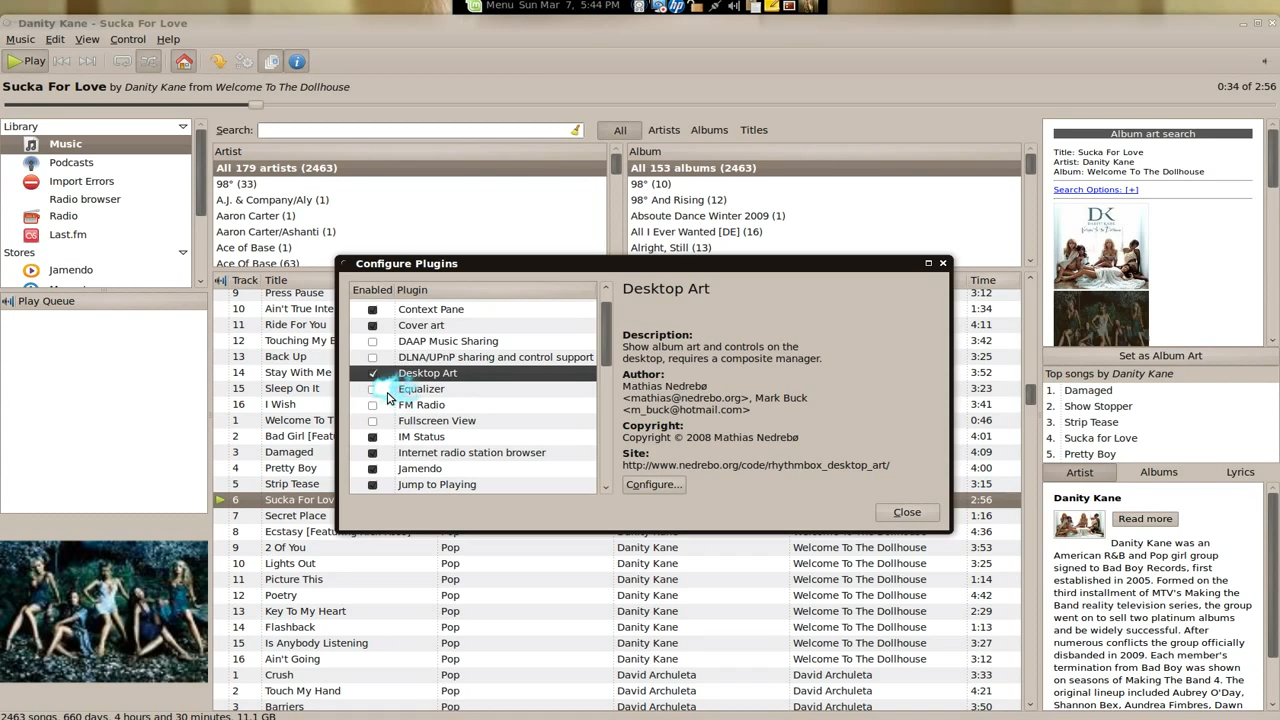 Menu Sun Mar 7, 5:44 PM
Danity Kane - Sucka For Love
Music Edit View Control Help
Play
Sucka For Love by Danity Kane from Welcome To The Dollhouse
0:34 of 2:56
Library
Music
Podcasts
Import Errors
Radio browser
Radio
Last.fm
Stores
Jamendo
Play Queue
Search:
All Artists Albums Titles
Artist
All 179 artists (2463)
98° (33)
A.J. & Company/Aly (1)
Aaron Carter (1)
Aaron Carter/Ashanti (1)
Ace of Base (1)
Ace Of Base (63)
Album
All 153 albums (2463)
98° (10)
98° And Rising (12)
Absoute Dance Winter 2009 (1)
All I Ever Wanted [DE] (16)
Alright, Still (13)
Track Title Time
9 Press Pause 3:12
10 Ain't True Inte 1:34
11 Ride For You 4:11
12 Touching My B 3:42
13 Back Up 3:25
14 Stay With Me 3:52
15 Sleep On It 3:23
16 I Wish 3:41
1 Welcome To T 0:46
2 Bad Girl [Feat 4:01
3 Damaged 4:09
4 Pretty Boy 4:00
5 Strip Tease 3:15
6 Sucka For Lov 2:56
7 Secret Place 1:16
8 4:36
9 2 Of You Pop Danity Kane Welcome To The Dollhouse 3:53
10 Lights Out Pop Danity Kane Welcome To The Dollhouse 3:25
11 Picture This Pop Danity Kane Welcome To The Dollhouse 1:14
12 Poetry Pop Danity Kane Welcome To The Dollhouse 4:42
13 Key To My Heart Pop Danity Kane Welcome To The Dollhouse 2:29
14 Flashback Pop Danity Kane Welcome To The Dollhouse 1:13
15 Is Anybody Listening Pop Danity Kane Welcome To The Dollhouse 3:27
16 Ain't Going Pop Danity Kane Welcome To The Dollhouse 3:12
1 Crush Pop David Archuleta David Archuleta 3:33
2 Touch My Hand Pop David Archuleta David Archuleta 4:21
3 Barriers Pop David Archuleta David Archuleta 3:50
Configure Plugins
Enabled Plugin
Context Pane
Cover art
DAAP Music Sharing
DLNA/UPnP sharing and control support
Desktop Art
Equalizer
FM Radio
Fullscreen View
IM Status
Internet radio station browser
Jamendo
Jump to Playing
Desktop Art
Description:
Show album art and controls on the
desktop, requires a composite manager.
Author:
Mathias Nedrebø
<mathias@nedrebo.org>, Mark Buck
<m_buck@hotmail.com>
Copyright:
Copyright © 2008 Mathias Nedrebø
Site:
http://www.nedrebo.org/code/rhythmbox_desktop_art/
Configure...
Close
Album art search
Title: Sucka For Love
Artist: Danity Kane
Album: Welcome To The Dollhouse
Search Options: [+]
DK
Set as Album Art
Top songs by Danity Kane
1. Damaged
2. Show Stopper
3. Strip Tease
4. Sucka for Love
5. Pretty Boy
Artist Albums Lyrics
Danity Kane
Read more
Danity Kane was an
American R&B and Pop girl group
signed to Bad Boy Records, first
established in 2005. Formed on the
third installment of MTV's Making the
Band reality television series, the group
went on to sell two platinum albums
and be widely successful. After
numerous conflicts the group officially
disbanded in 2009. Each member's
termination from Bad Boy was shown
on seasons of Making The Band 4. The
original lineup included Aubrey O'Day,
Shannon Bex, Aundrea Fimbres, Dawn
2463 songs, 660 days, 4 hours and 30 minutes, 11.1 GB